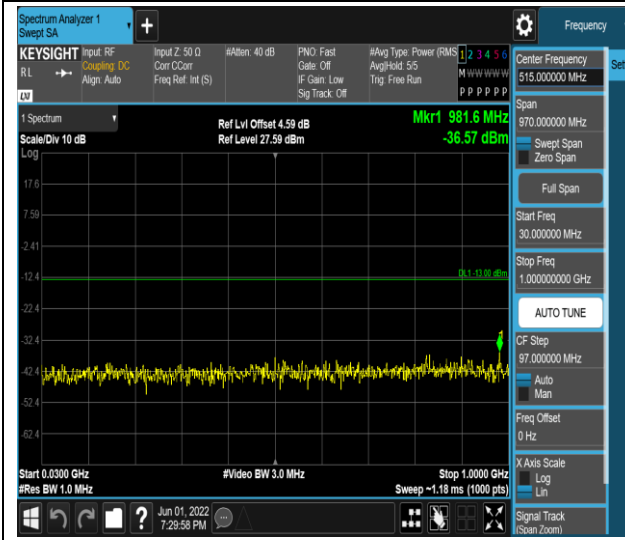 Spectrum Analyzer 1
Swept SA
+
Frequency
KEYSIGHT
RL
LXI
Input: RF
Coupling: DC
Align: Auto
Input Z: 50 Ω
Corr CCorr
Freq Ref: Int (S)
#Atten: 40 dB
PNO: Fast
Gate: Off
IF Gain: Low
Sig Track: Off
#Avg Type: Power (RMS
Avg|Hold: 5/5
Trig: Free Run
1 2 3 4 5 6
M W W W W W
P P P P P P
1 Spectrum
Scale/Div 10 dB
Log
Ref Lvl Offset 4.59 dB
Ref Level 27.59 dBm
Mkr1 981.6 MHz
-36.57 dBm
17.6
7.59
-2.41
-12.4
DL1 -13.00 dBm
-22.4
-32.4
-42.4
-52.4
-62.4
Start 0.0300 GHz
#Res BW 1.0 MHz
#Video BW 3.0 MHz
Stop 1.0000 GHz
Sweep ~1.18 ms (1000 pts)
Center Frequency
515.000000 MHz
Set
Span
970.000000 MHz
Swept Span
Zero Span
Full Span
Start Freq
30.000000 MHz
Stop Freq
1.000000000 GHz
AUTO TUNE
CF Step
97.000000 MHz
Auto
Man
Freq Offset
0 Hz
X Axis Scale
Log
Lin
Signal Track
(Span Zoom)
?
Jun 01, 2022
7:29:58 PM